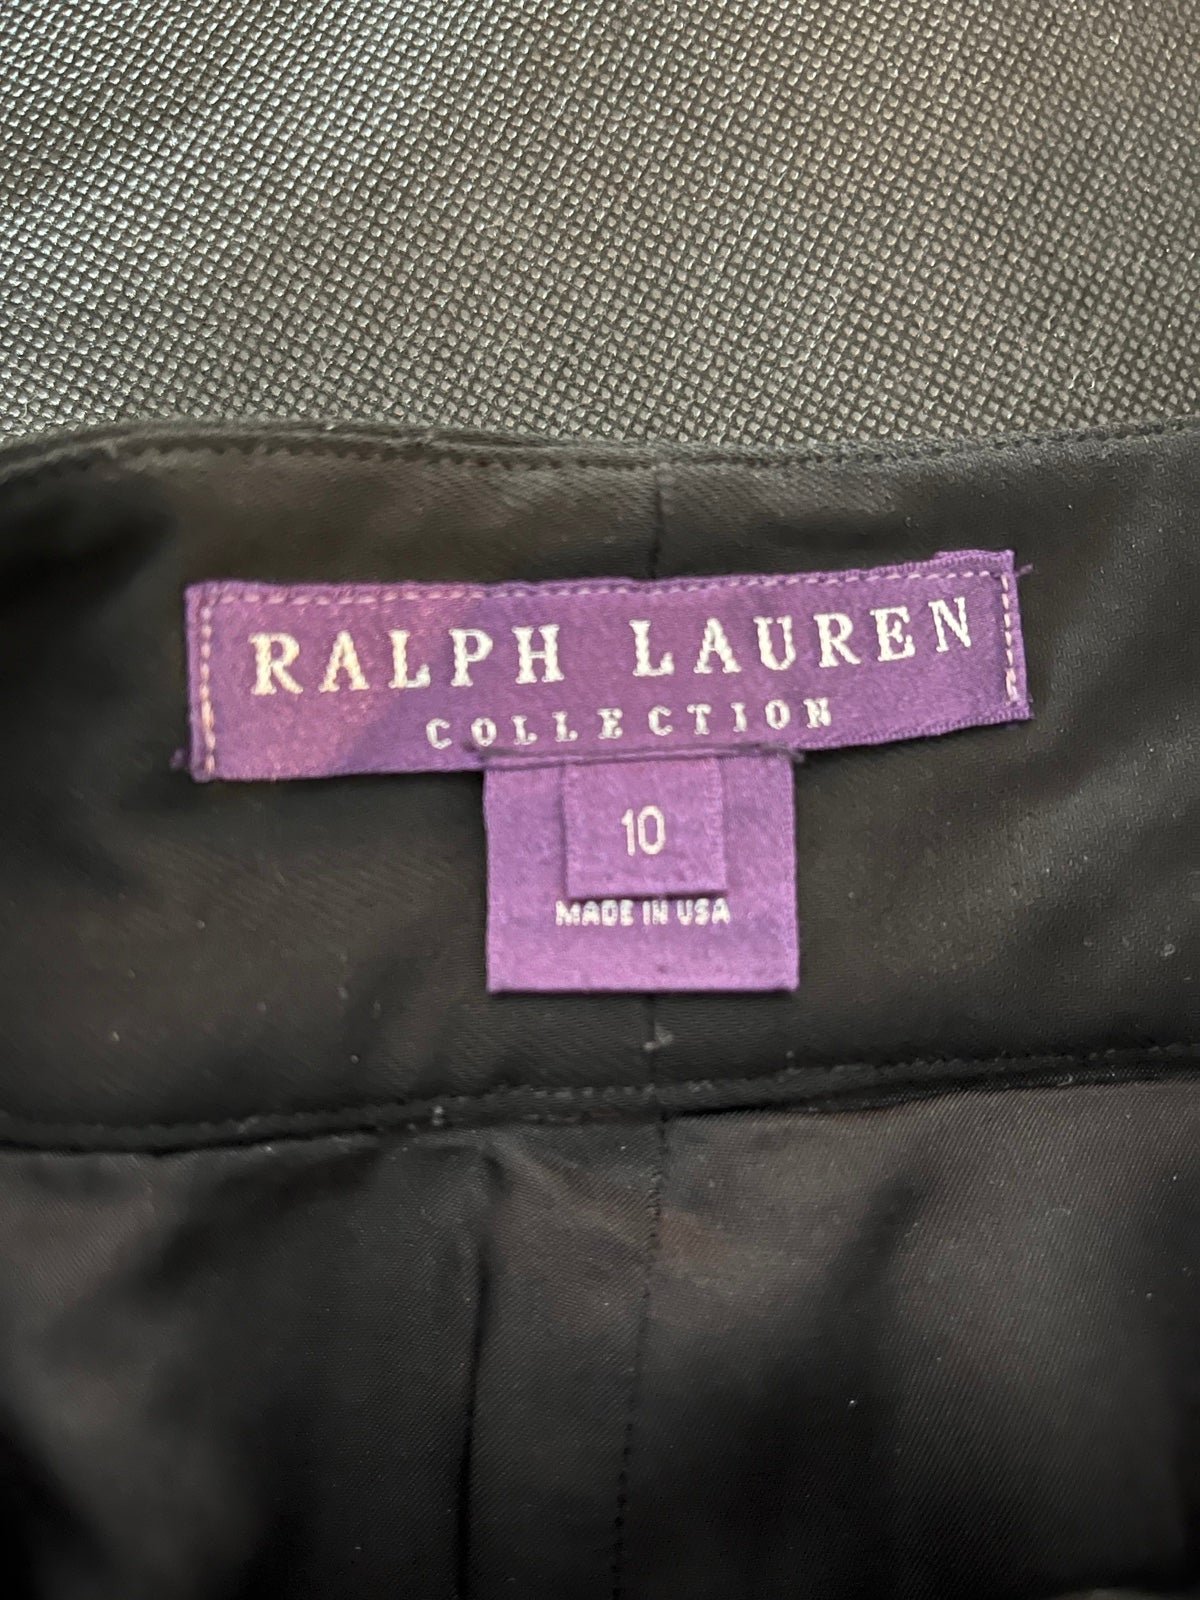 RALPH LAUREN
COLLECTION
10
MADE IN USA